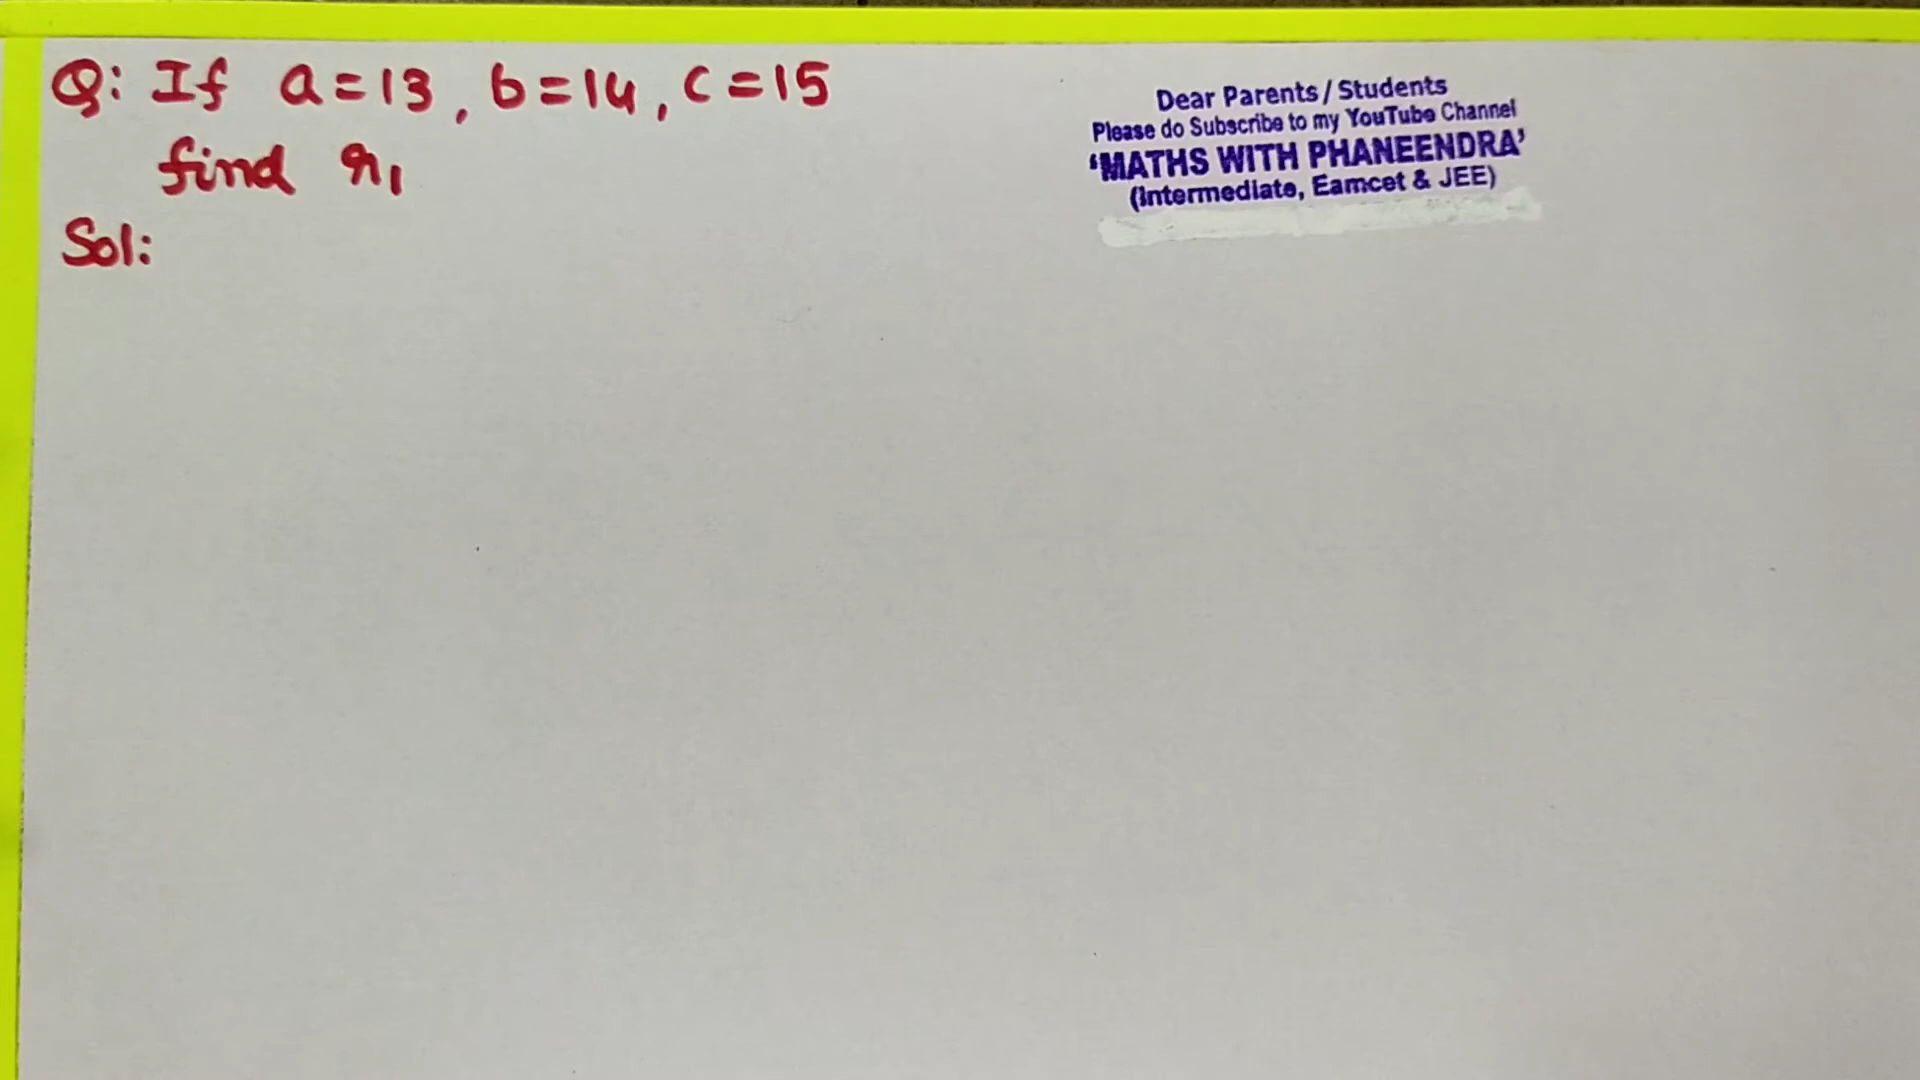 Q: If a=13, b=14, c=15
find r₁
Sol:
Dear Parents / Students
Please do Subscribe to my YouTube Channel
'MATHS WITH PHANEENDRA'
(Intermediate, Eamcet & JEE)